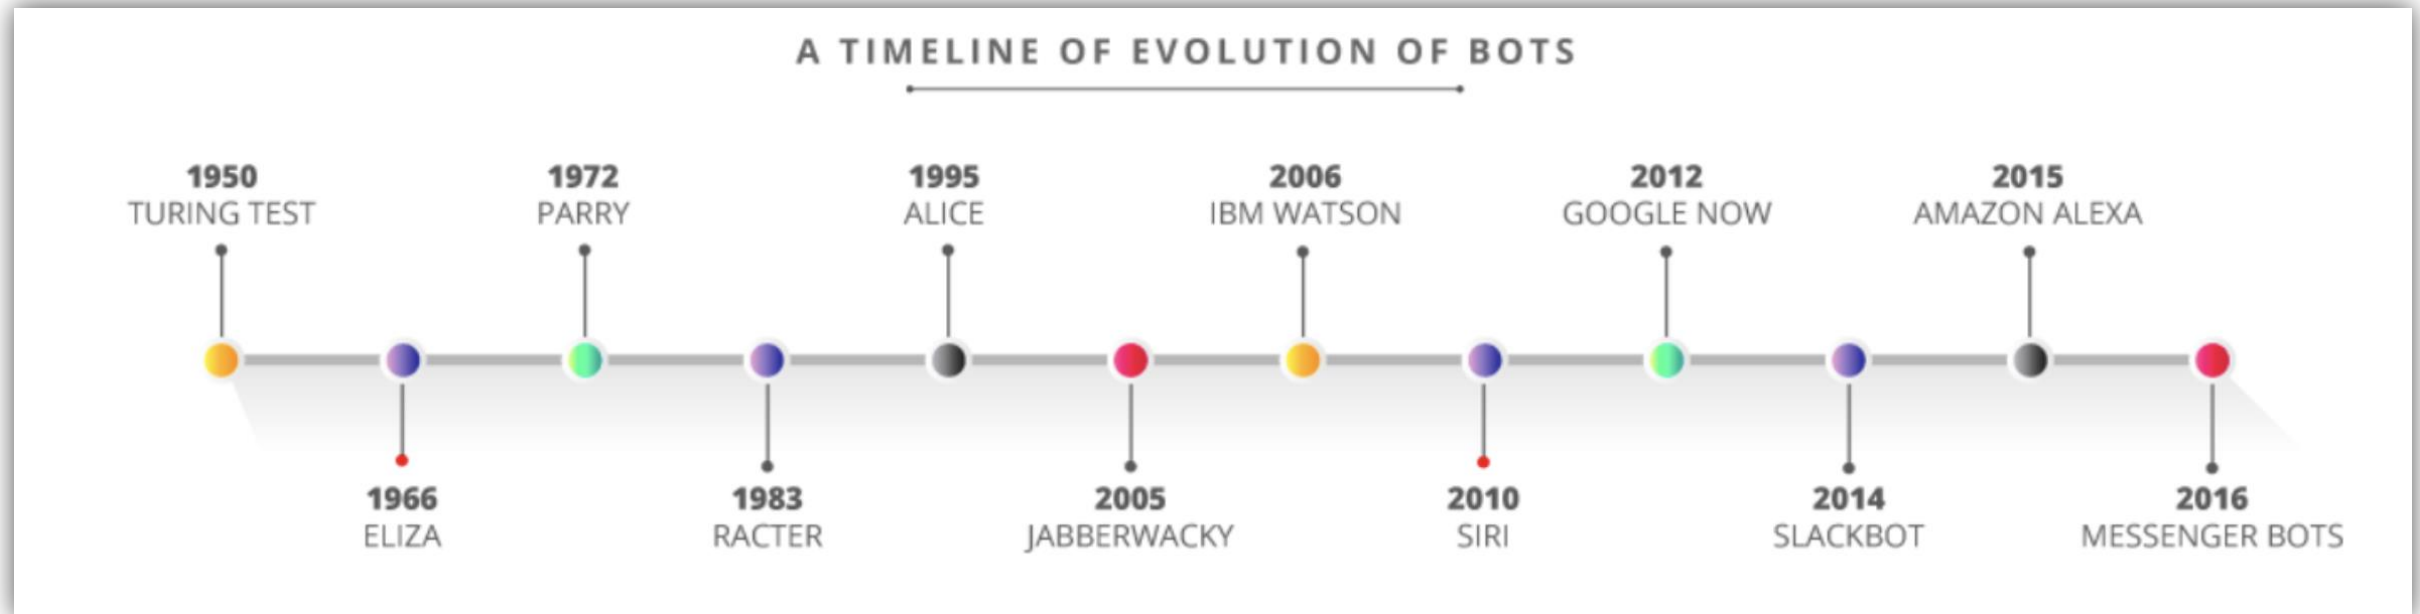 A TIMELINE OF EVOLUTION OF BOTS
1950
TURING TEST
1966
ELIZA
1972
PARRY
1983
RACTER
1995
ALICE
2005
JABBERWACKY
2006
IBM WATSON
2010
SIRI
2012
GOOGLE NOW
2014
SLACKBOT
2015
AMAZON ALEXA
2016
MESSENGER BOTS